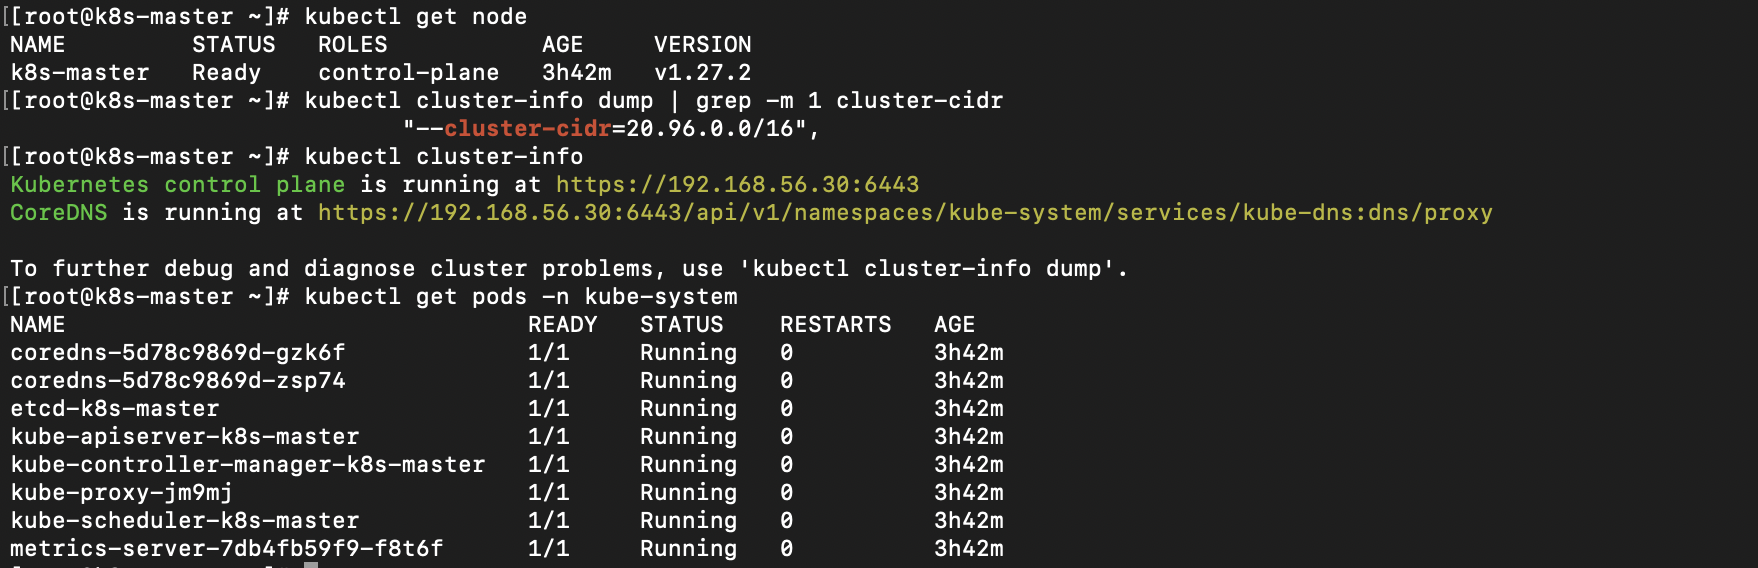 [[root@k8s-master ~]# kubectl get node
NAME         STATUS   ROLES           AGE     VERSION
k8s-master   Ready    control-plane   3h42m   v1.27.2
[[root@k8s-master ~]# kubectl cluster-info dump | grep -m 1 cluster-cidr
                            "--cluster-cidr=20.96.0.0/16",
[[root@k8s-master ~]# kubectl cluster-info
Kubernetes control plane is running at https://192.168.56.30:6443
CoreDNS is running at https://192.168.56.30:6443/api/v1/namespaces/kube-system/services/kube-dns:dns/proxy

To further debug and diagnose cluster problems, use 'kubectl cluster-info dump'.
[[root@k8s-master ~]# kubectl get pods -n kube-system
NAME                                 READY   STATUS    RESTARTS   AGE
coredns-5d78c9869d-gzk6f             1/1     Running   0          3h42m
coredns-5d78c9869d-zsp74             1/1     Running   0          3h42m
etcd-k8s-master                      1/1     Running   0          3h42m
kube-apiserver-k8s-master            1/1     Running   0          3h42m
kube-controller-manager-k8s-master   1/1     Running   0          3h42m
kube-proxy-jm9mj                     1/1     Running   0          3h42m
kube-scheduler-k8s-master            1/1     Running   0          3h42m
metrics-server-7db4fb59f9-f8t6f      1/1     Running   0          3h42m